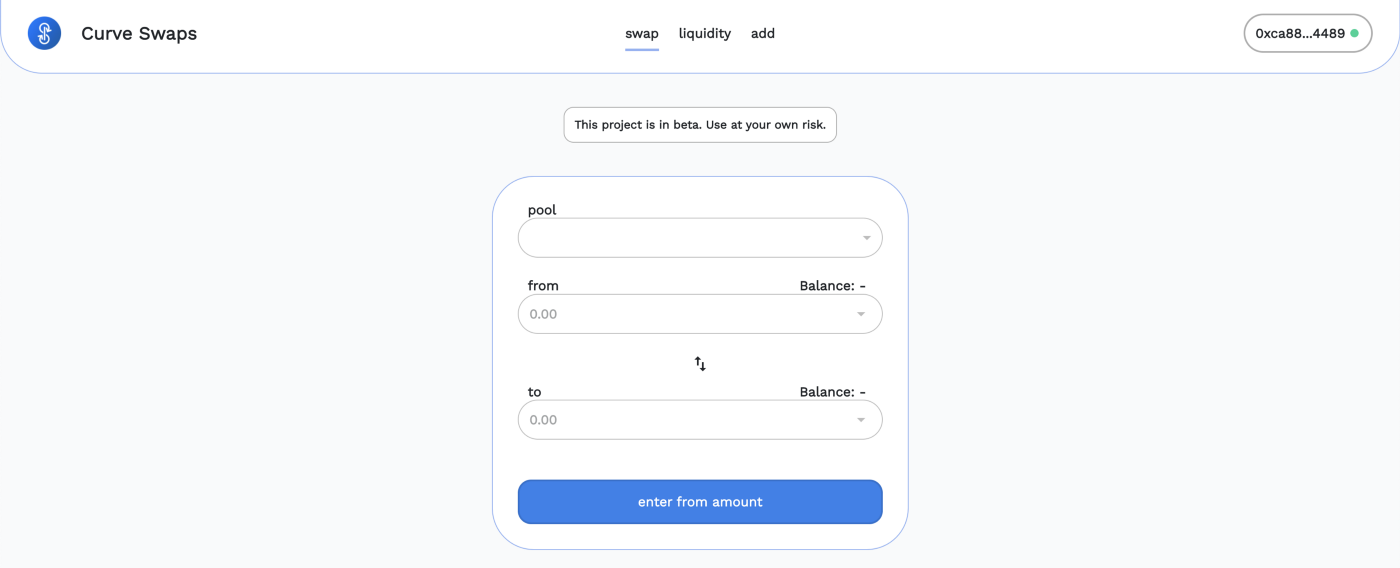 Curve Swaps
swap liquidity add
0xca88...4489
This project is in beta. Use at your own risk.
pool
from Balance: -
0.00
to Balance: -
0.00
enter from amount